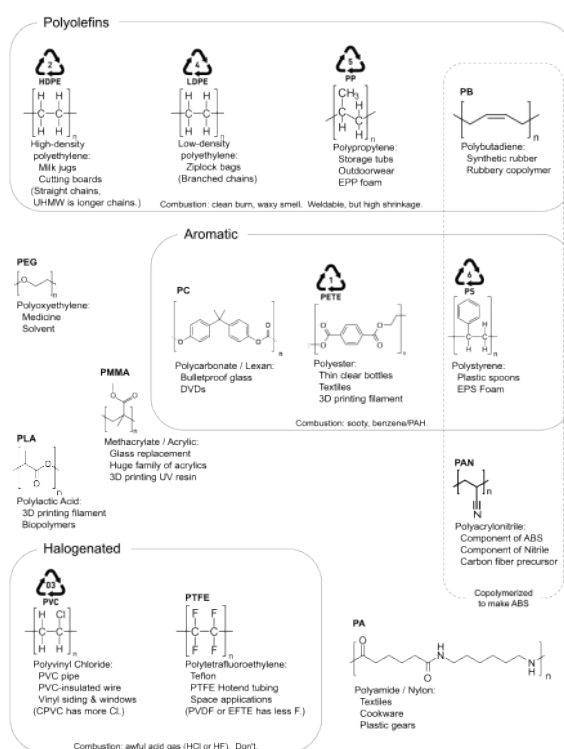 Polyolefins
2
HDPE
High-density
polyethylene:
Milk jugs
Cutting boards
(Straight chains,
UHMW is longer chains.)
4
LDPE
Low-density
polyethylene:
Ziplock bags
(Branched chains)
5
PP
CH3
Polypropylene:
Storage tubs
Outdoorwear
EPP foam
PB
Polybutadiene:
Synthetic rubber
Rubbery copolymer
Combustion: clean burn, waxy smell. Weldable, but high shrinkage.
PEG
Polyoxyethylene:
Medicine
Solvent
Aromatic
PC
Polycarbonate / Lexan:
Bulletproof glass
DVDs
1
PETE
Polyester:
Thin clear bottles
Textiles
3D printing filament
6
PS
Polystyrene:
Plastic spoons
EPS Foam
Combustion: sooty, benzene/PAH.
PMMA
Methacrylate / Acrylic:
Glass replacement
Huge family of acrylics
3D printing UV resin
PLA
Polylactic Acid:
3D printing filament
Biopolymers
PAN
Polyacrylonitrile:
Component of ABS
Component of Nitrile
Carbon fiber precursor
Copolymerized
to make ABS
Halogenated
03
PVC
Polyvinyl Chloride:
PVC pipe
PVC-insulated wire
Vinyl siding & windows
(CPVC has more Cl.)
PTFE
Polytetrafluoroethylene:
Teflon
PTFE Hotend tubing
Space applications
(PVDF or EFTE has less F.)
Combustion: awful acid gas (HCl or HF). Don't.
PA
Polyamide / Nylon:
Textiles
Cookware
Plastic gears